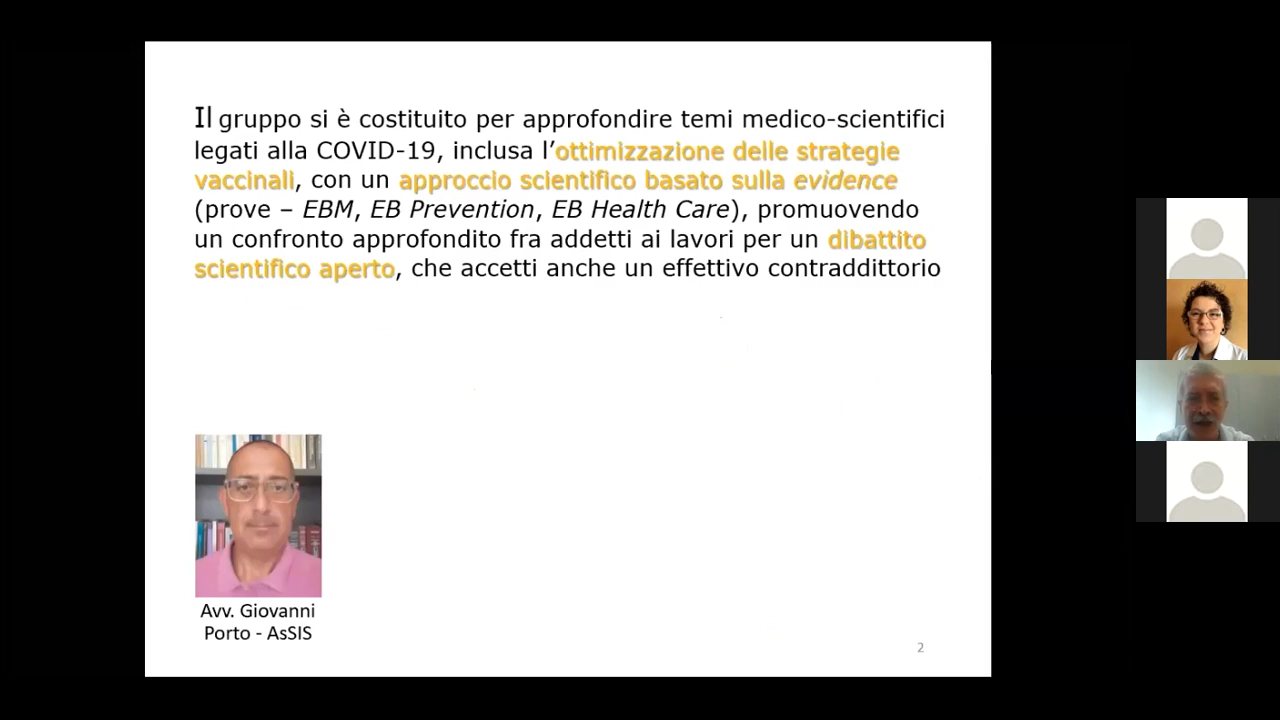 Il gruppo si è costituito per approfondire temi medico-scientifici
legati alla COVID-19, inclusa l’ottimizzazione delle strategie
vaccinali, con un approccio scientifico basato sulla evidence
(prove – EBM, EB Prevention, EB Health Care), promuovendo
un confronto approfondito fra addetti ai lavori per un dibattito
scientifico aperto, che accetti anche un effettivo contraddittorio
Avv. Giovanni
Porto - AsSIS
2